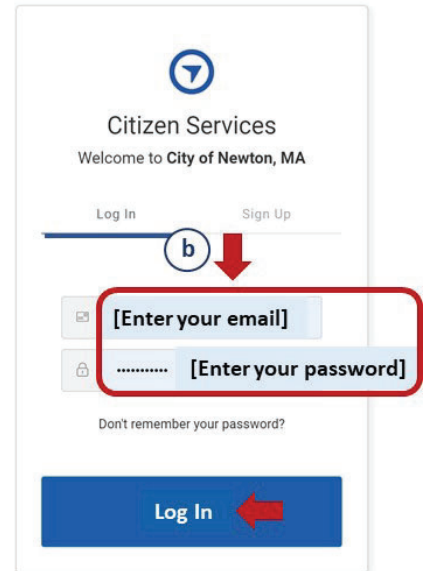 Citizen Services
Welcome to City of Newton, MA
Log In Sign Up
b
[Enter your email]
........... [Enter your password]
Don't remember your password?
Log In